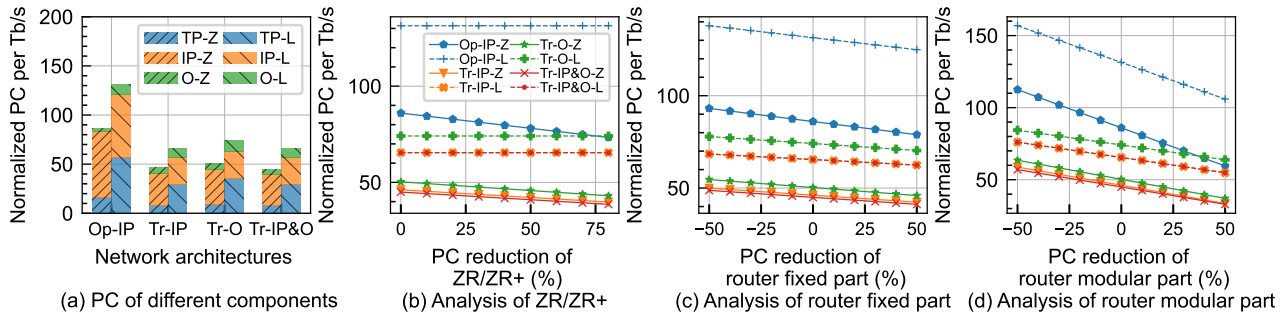 Normalized PC per Tb/s
200
175
150
125
100
75
50
25
0
TP-Z TP-L
IP-Z IP-L
O-Z O-L
Op-IP Tr-IP Tr-O Tr-IP&O
Network architectures
(a) PC of different components
Normalized PC per Tb/s
100
50
Op-IP-Z Tr-O-Z
Op-IP-L Tr-O-L
Tr-IP-Z Tr-IP&O-Z
Tr-IP-L Tr-IP&O-L
0 25 50 75
PC reduction of
ZR/ZR+ (%)
(b) Analysis of ZR/ZR+
Normalized PC per Tb/s
100
50
−50 −25 0 25 50
PC reduction of
router fixed part (%)
(c) Analysis of router fixed part
Normalized PC per Tb/s
150
100
50
−50 −25 0 25 50
PC reduction of
router modular part (%)
(d) Analysis of router modular part